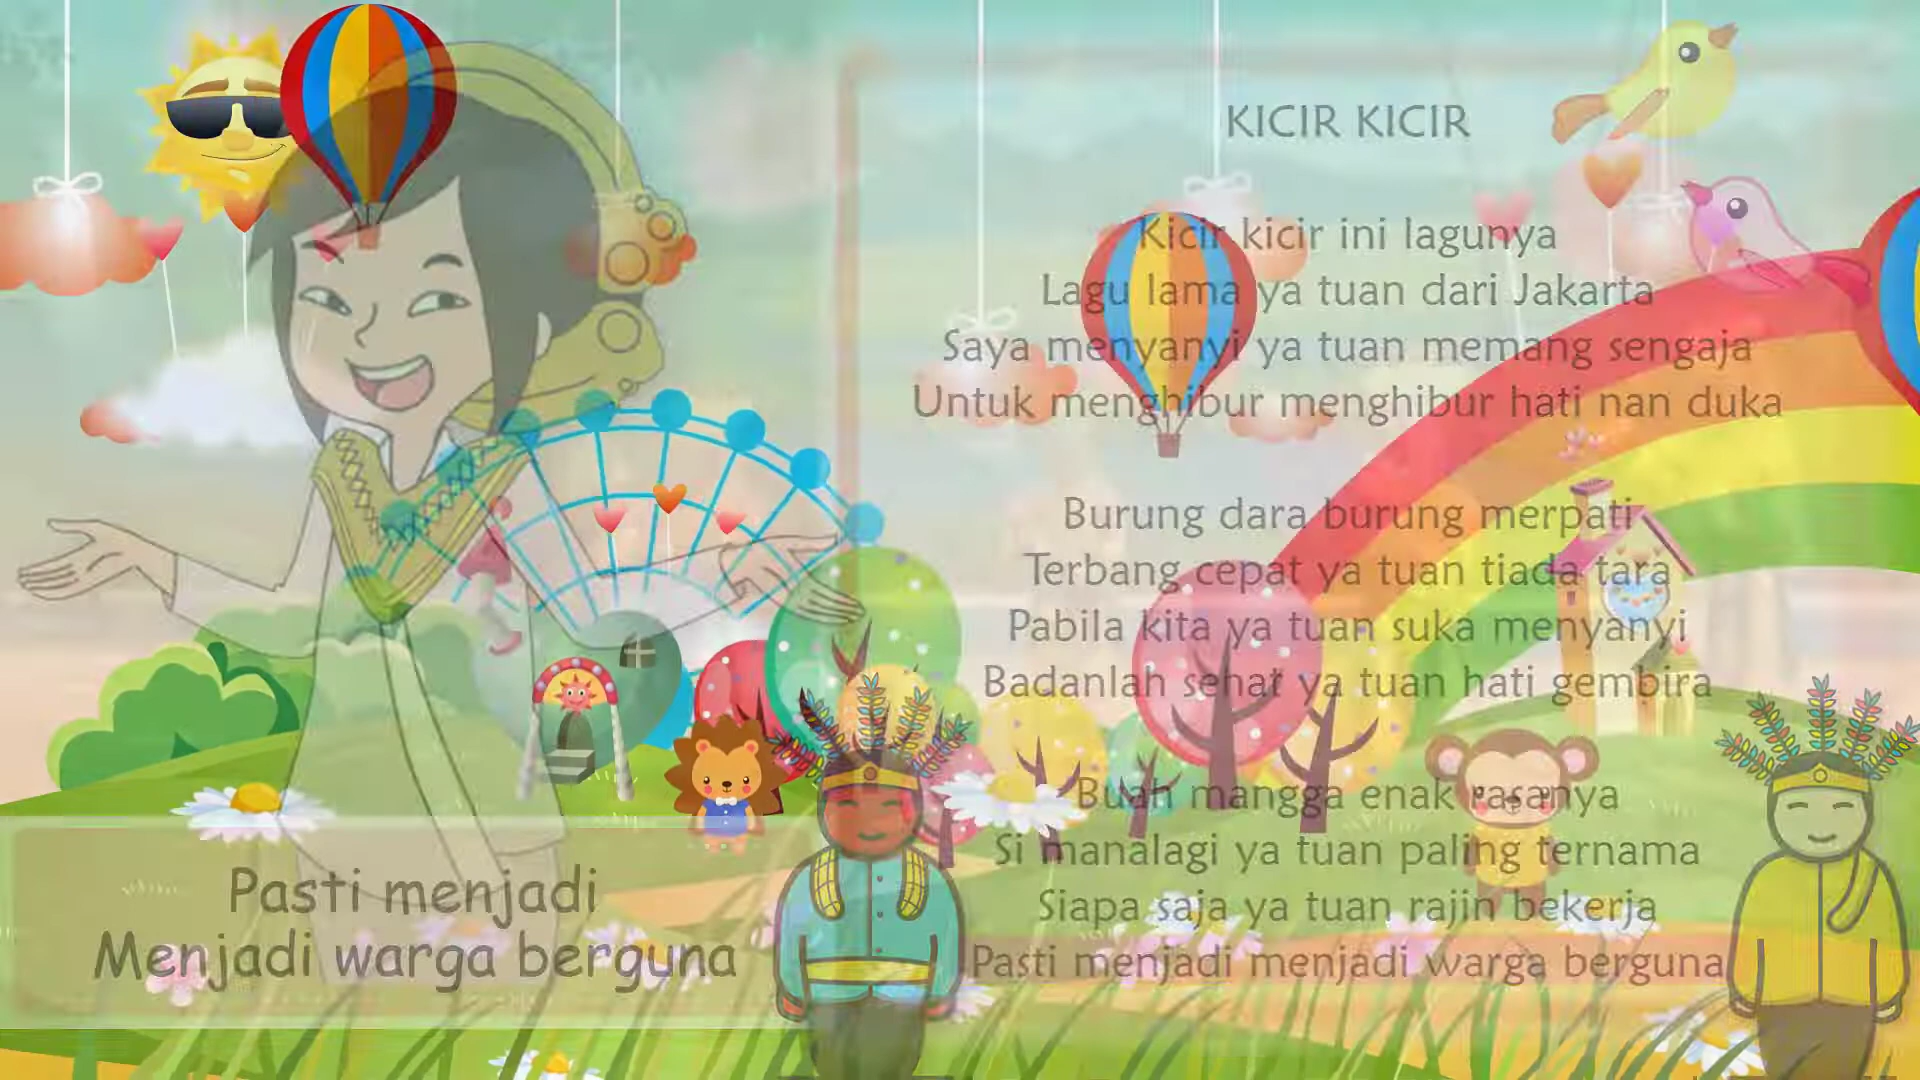 KICIR KICIR
Kicir kicir ini lagunya
Lagu lama ya tuan dari Jakarta
Saya menyanyi ya tuan memang sengaja
Untuk menghibur menghibur hati nan duka
Burung dara burung merpati
Terbang cepat ya tuan tiada tara
Pabila kita ya tuan suka menyanyi
Badanlah sehat ya tuan hati gembira
Buah mangga enak rasanya
Si manalagi ya tuan paling ternama
Siapa saja ya tuan rajin bekerja
Pasti menjadi menjadi warga berguna
Pasti menjadi
Menjadi warga berguna